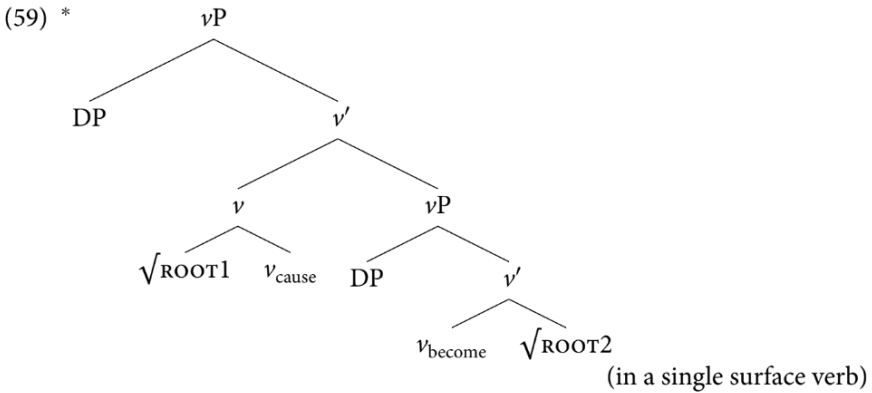 (59) * vP
DP v′
v vP
√ROOT1 vcause DP v′
vbecome √ROOT2
(in a single surface verb)